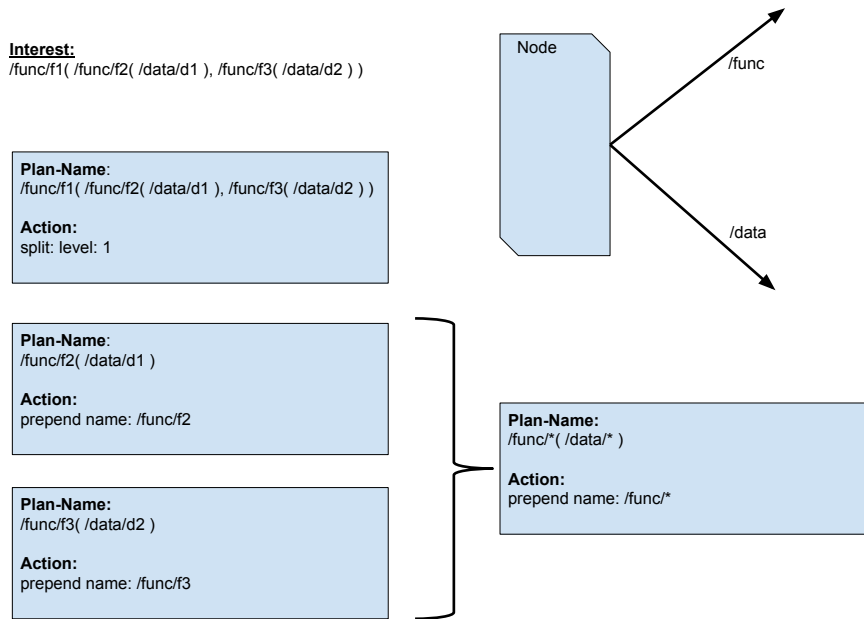 Interest:
/func/f1( /func/f2( /data/d1 ), /func/f3( /data/d2 ) )
Node
/func
/data
Plan-Name:
/func/f1( /func/f2( /data/d1 ), /func/f3( /data/d2 ) )
Action:
split: level: 1
Plan-Name:
/func/f2( /data/d1 )
Action:
prepend name: /func/f2
Plan-Name:
/func/f3( /data/d2 )
Action:
prepend name: /func/f3
Plan-Name:
/func/*( /data/* )
Action:
prepend name: /func/*